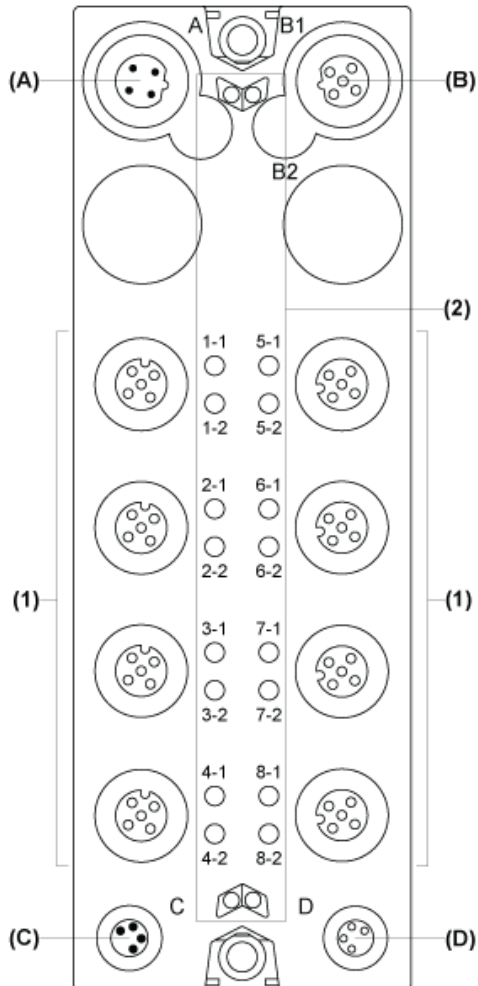 A B1
(A) (B)
B2
(2)
1-1 5-1
1-2 5-2
2-1 6-1
2-2 6-2
(1) (1)
3-1 7-1
3-2 7-2
4-1 8-1
4-2 8-2
C D
(C) (D)